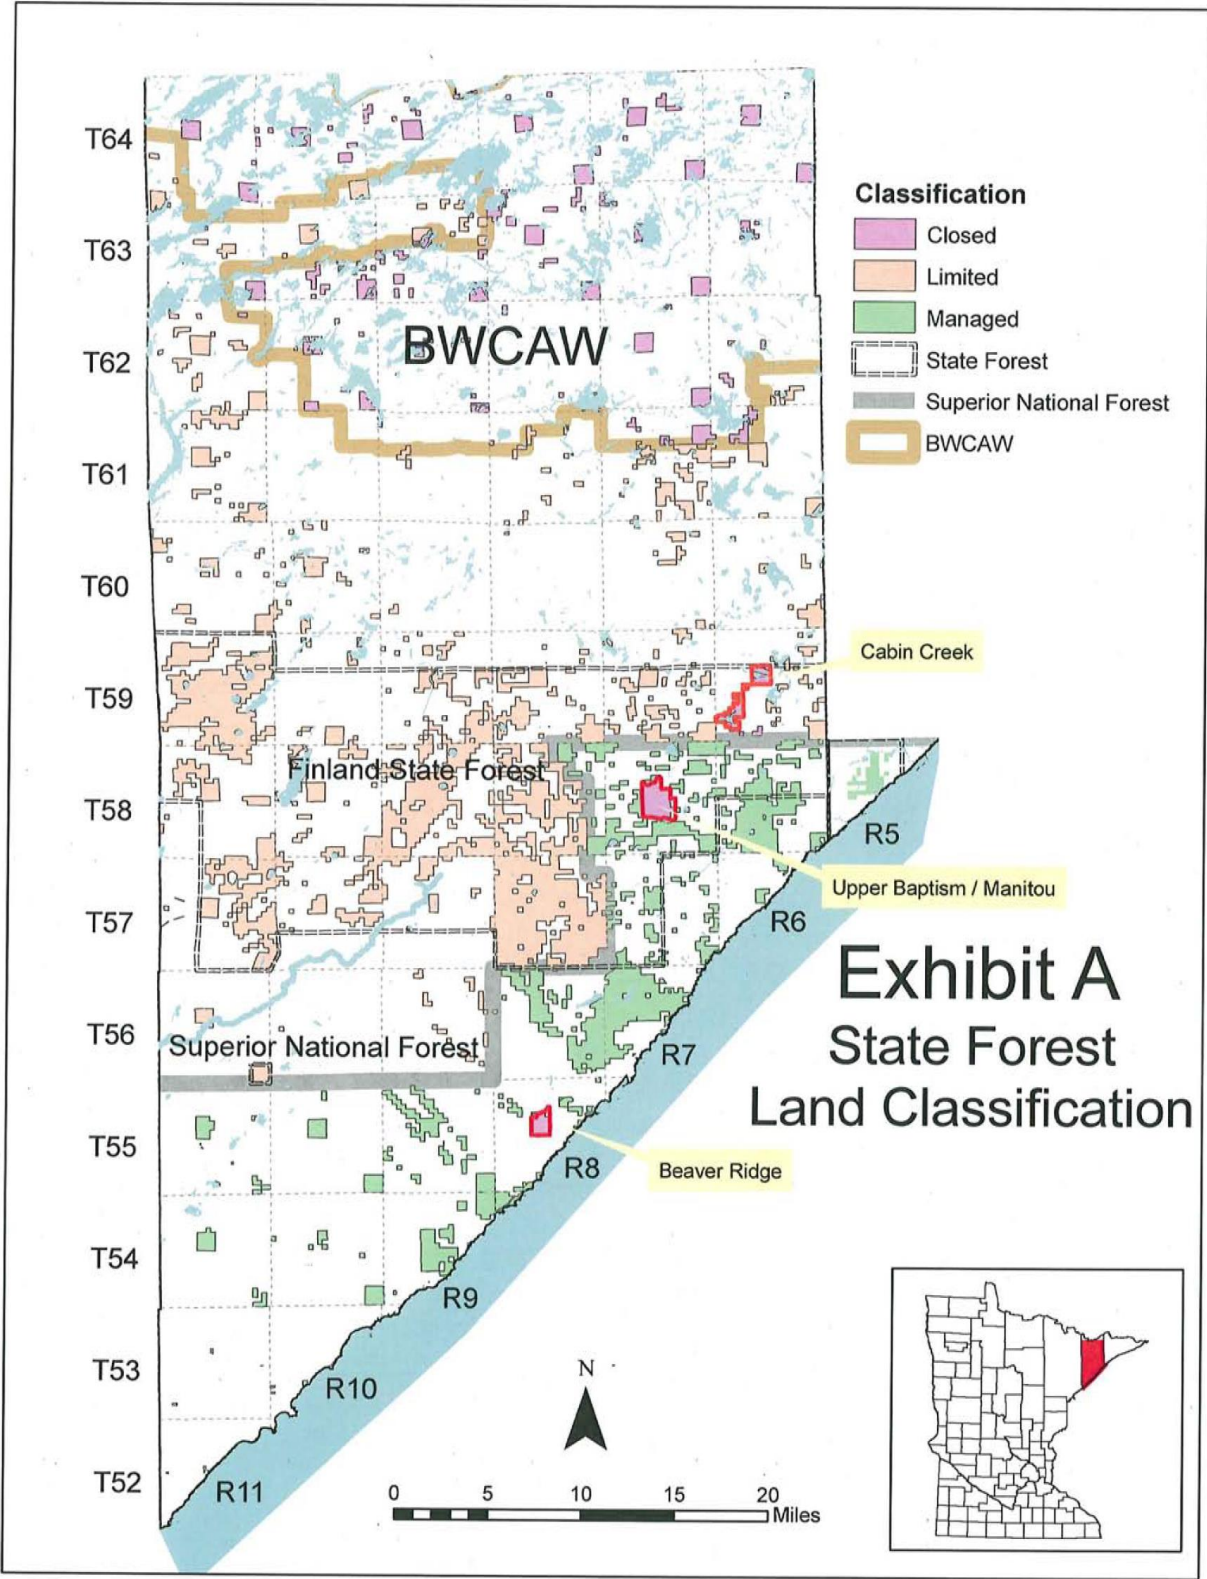 T64
T63
T62
T61
T60
T59
T58
T57
T56
T55
T54
T53
T52
BWCAW
Finland State Forest
Superior National Forest
R5
R6
R7
R8
R9
R10
R11
Classification
Closed
Limited
Managed
State Forest
Superior National Forest
BWCAW
Cabin Creek
Upper Baptism / Manitou
Beaver Ridge
Exhibit A
State Forest
Land Classification
N
0 5 10 15 20
Miles